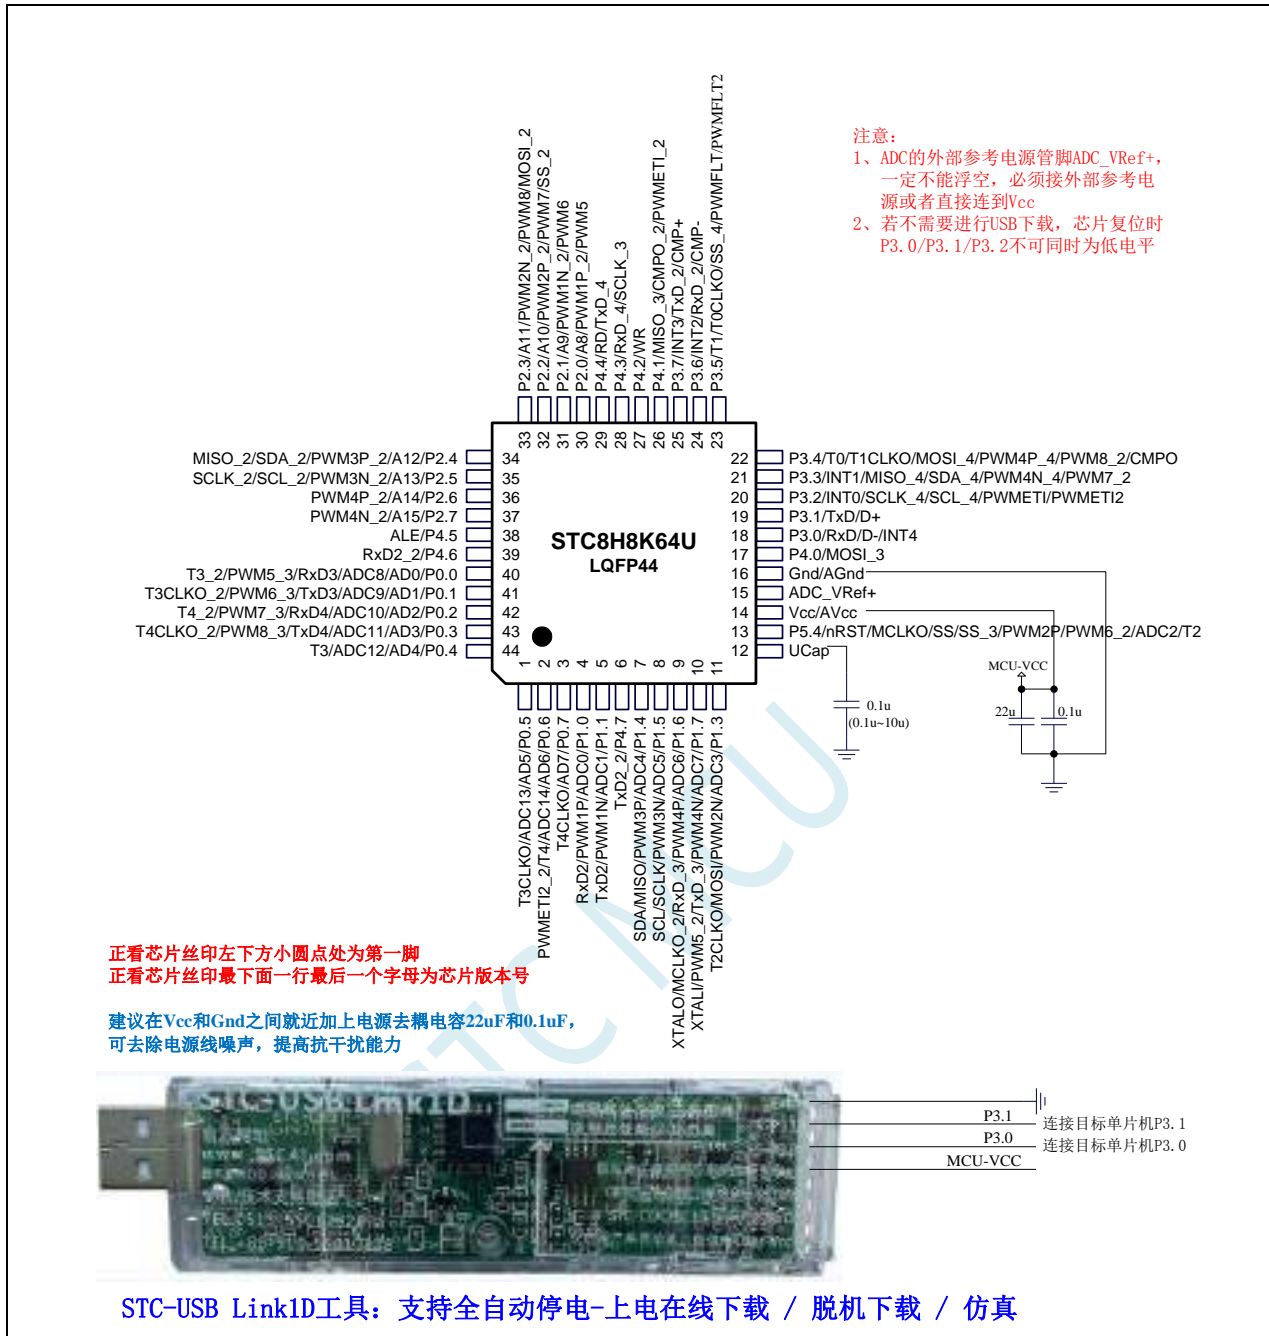 P2.3/A11/PWM2N_2/PWM8/MOSI_2
P2.2/A10/PWM2P_2/PWM7/SS_2
P2.1/A9/PWM1N_2/PWM6
P2.0/A8/PWM1P_2/PWM5
P4.4/RD/TxD_4
P4.3/RxD_4/SCLK_3
P4.2/WR
P4.1/MISO_3/CMPO_2/PWMETI_2
P3.7/INT3/TxD_2/CMP+
P3.6/INT2/RxD_2/CMP-
P3.5/T1/T0CLKO/SS_4/PWMFLT/PWMFLT2
注意:
1、ADC的外部参考电源管脚ADC_VRef+,
一定不能浮空, 必须接外部参考电
源或者直接连到Vcc
2、若不需要进行USB下载, 芯片复位时
P3.0/P3.1/P3.2不可同时为低电平
33 32 31 30 29 28 27 26 25 24 23
MISO_2/SDA_2/PWM3P_2/A12/P2.4 34
SCLK_2/SCL_2/PWM3N_2/A13/P2.5 35
PWM4P_2/A14/P2.6 36
PWM4N_2/A15/P2.7 37
ALE/P4.5 38
RxD2_2/P4.6 39
T3_2/PWM5_3/RxD3/ADC8/AD0/P0.0 40
T3CLKO_2/PWM6_3/TxD3/ADC9/AD1/P0.1 41
T4_2/PWM7_3/RxD4/ADC10/AD2/P0.2 42
T4CLKO_2/PWM8_3/TxD4/ADC11/AD3/P0.3 43
T3/ADC12/AD4/P0.4 44
STC8H8K64U
LQFP44
22 P3.4/T0/T1CLKO/MOSI_4/PWM4P_4/PWM8_2/CMPO
21 P3.3/INT1/MISO_4/SDA_4/PWM4N_4/PWM7_2
20 P3.2/INT0/SCLK_4/SCL_4/PWMETI/PWMETI2
19 P3.1/TxD/D+
18 P3.0/RxD/D-/INT4
17 P4.0/MOSI_3
16 Gnd/AGnd
15 ADC_VRef+
14 Vcc/AVcc
13 P5.4/nRST/MCLKO/SS/SS_3/PWM2P/PWM6_2/ADC2/T2
12 UCap
1 2 3 4 5 6 7 8 9 10 11
MCU-VCC
0.1u
(0.1u~10u)
22u 0.1u
T3CLKO/ADC13/AD5/P0.5
PWMETI2_2/T4/ADC14/AD6/P0.6
T4CLKO/AD7/P0.7
RxD2/PWM1P/ADC0/P1.0
TxD2/PWM1N/ADC1/P1.1
TxD2_2/P4.7
SDA/MISO/PWM3P/ADC4/P1.4
SCL/SCLK/PWM3N/ADC5/P1.5
XTALO/MCLKO_2/RxD_3/PWM4P/ADC6/P1.6
XTALI/PWM5_2/TxD_3/PWM4N/ADC7/P1.7
T2CLKO/MOSI/PWM2N/ADC3/P1.3
STC MCU
正看芯片丝印左下方小圆点处为第一脚
正看芯片丝印最下面一行最后一个字母为芯片版本号
建议在Vcc和Gnd之间就近加上电源去耦电容22uF和0.1uF,
可去除电源线噪声, 提高抗干扰能力
STC-USB Link1D
P3.1 连接目标单片机P3.1
P3.0 连接目标单片机P3.0
MCU-VCC
STC-USB Link1D工具: 支持全自动停电-上电在线下载 / 脱机下载 / 仿真